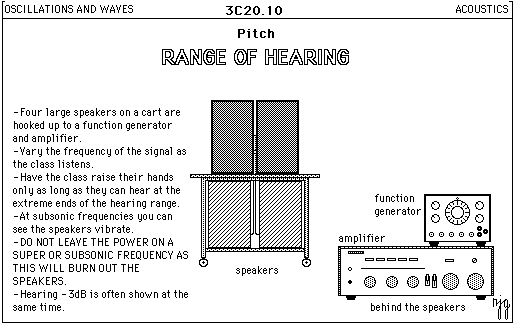 OSCILLATIONS AND WAVES
3C20.10
ACOUSTICS
Pitch
RANGE OF HEARING
-Four large speakers on a cart are
hooked up to a function generator
and amplifier.
-Vary the frequency of the signal as
the class listens.
-Have the class raise their hands
only as long as they can hear at the
extreme ends of the hearing range.
-At subsonic frequencies you can
see the speakers vibrate.
-DO NOT LEAVE THE POWER ON A
SUPER OR SUBSONIC FREQUENCY AS
THIS WILL BURN OUT THE
SPEAKERS.
-Hearing -3dB is often shown at the
same time.
speakers
function
generator
amplifier
behind the speakers